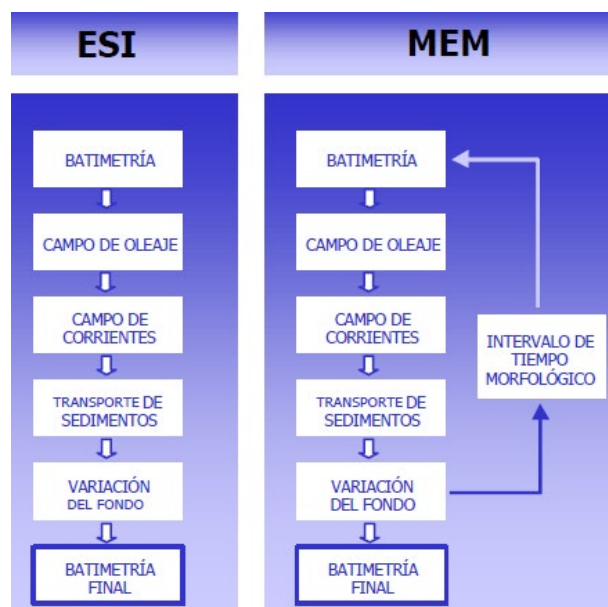 ESI
BATIMETRÍA
CAMPO DE OLEAJE
CAMPO DE
CORRIENTES
TRANSPORTE DE
SEDIMENTOS
VARIACIÓN
DEL FONDO
BATIMETRÍA
FINAL
MEM
BATIMETRÍA
CAMPO DE OLEAJE
CAMPO DE
CORRIENTES
TRANSPORTE DE
SEDIMENTOS
VARIACIÓN
DEL FONDO
BATIMETRÍA
FINAL
INTERVALO DE
TIEMPO
MORFOLÓGICO